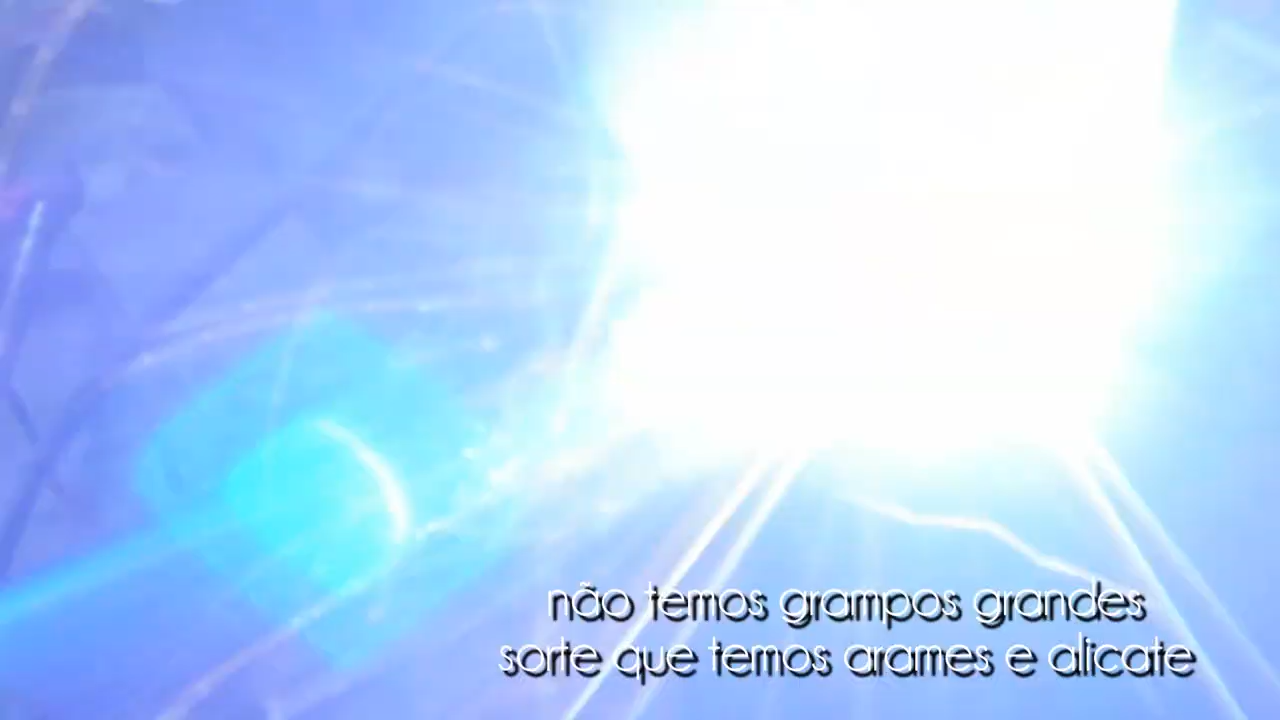 não temos grampos grandes
sorte que temos arames e alicate